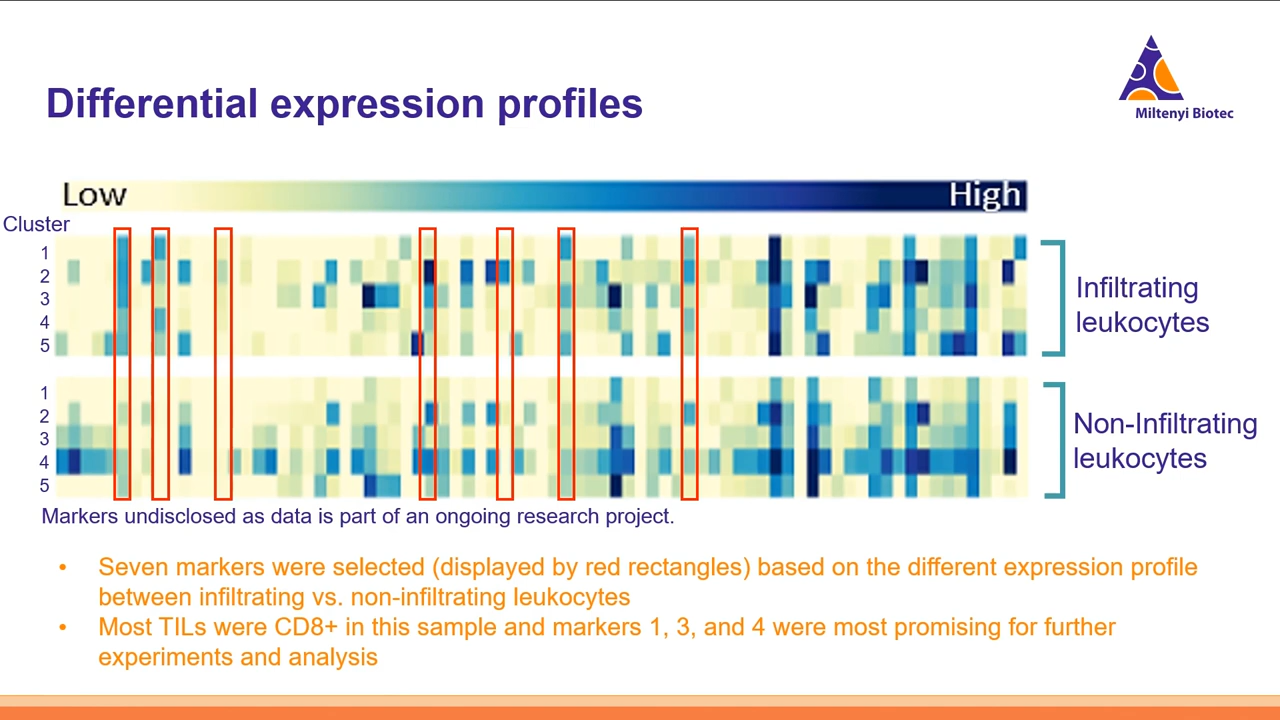 Miltenyi Biotec
Differential expression profiles
Low
High
Cluster
1
2
3
4
5
Infiltrating
leukocytes
1
2
3
4
5
Non-Infiltrating
leukocytes
Markers undisclosed as data is part of an ongoing research project.
• Seven markers were selected (displayed by red rectangles) based on the different expression profile
between infiltrating vs. non-infiltrating leukocytes
• Most TILs were CD8+ in this sample and markers 1, 3, and 4 were most promising for further
experiments and analysis